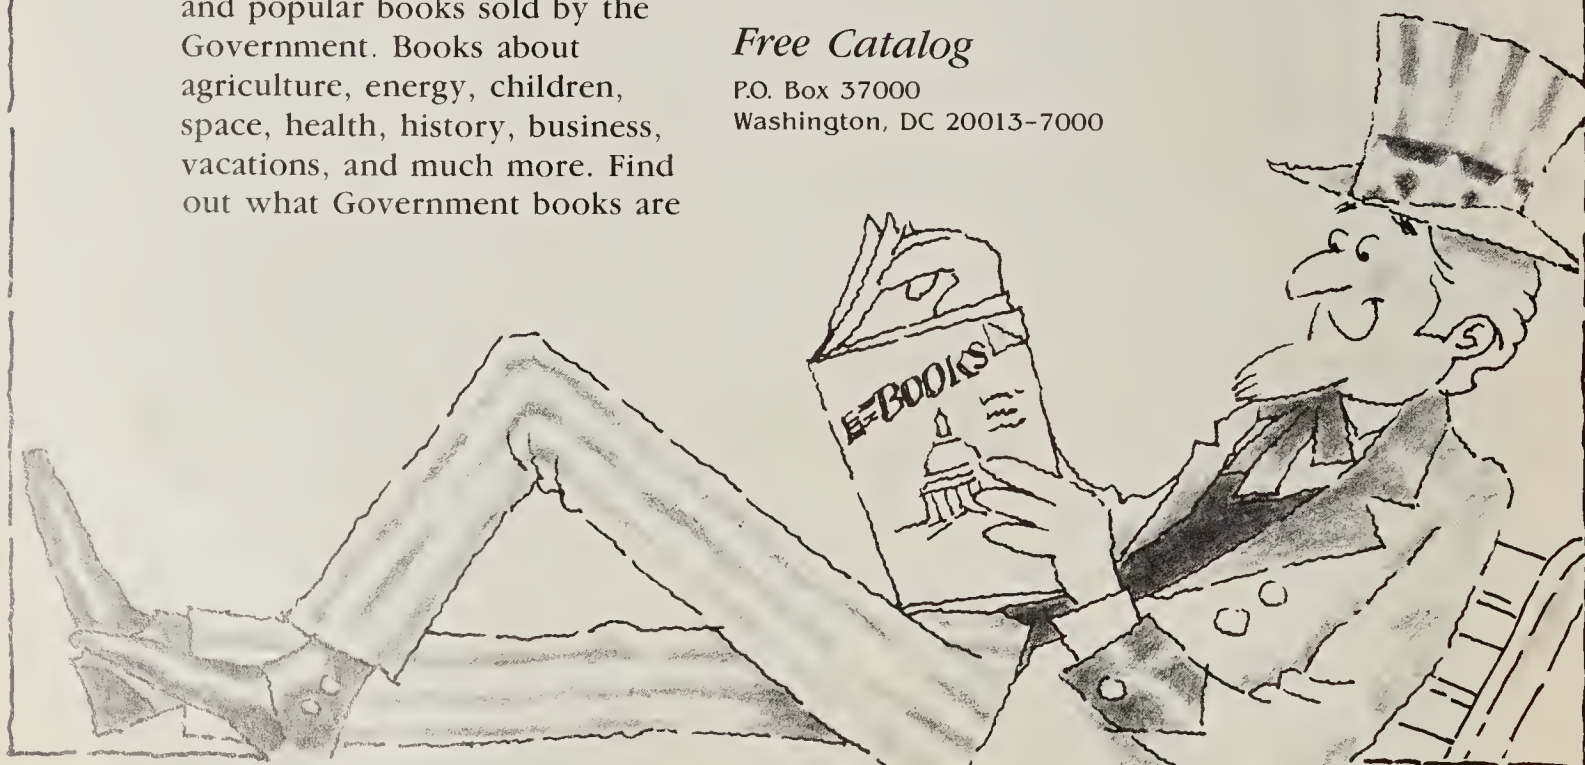 and popular books sold by the
Government. Books about
agriculture, energy, children,
space, health, history, business,
vacations, and much more. Find
out what Government books are
Free Catalog
P.O. Box 37000
Washington, DC 20013-7000
BOOKS